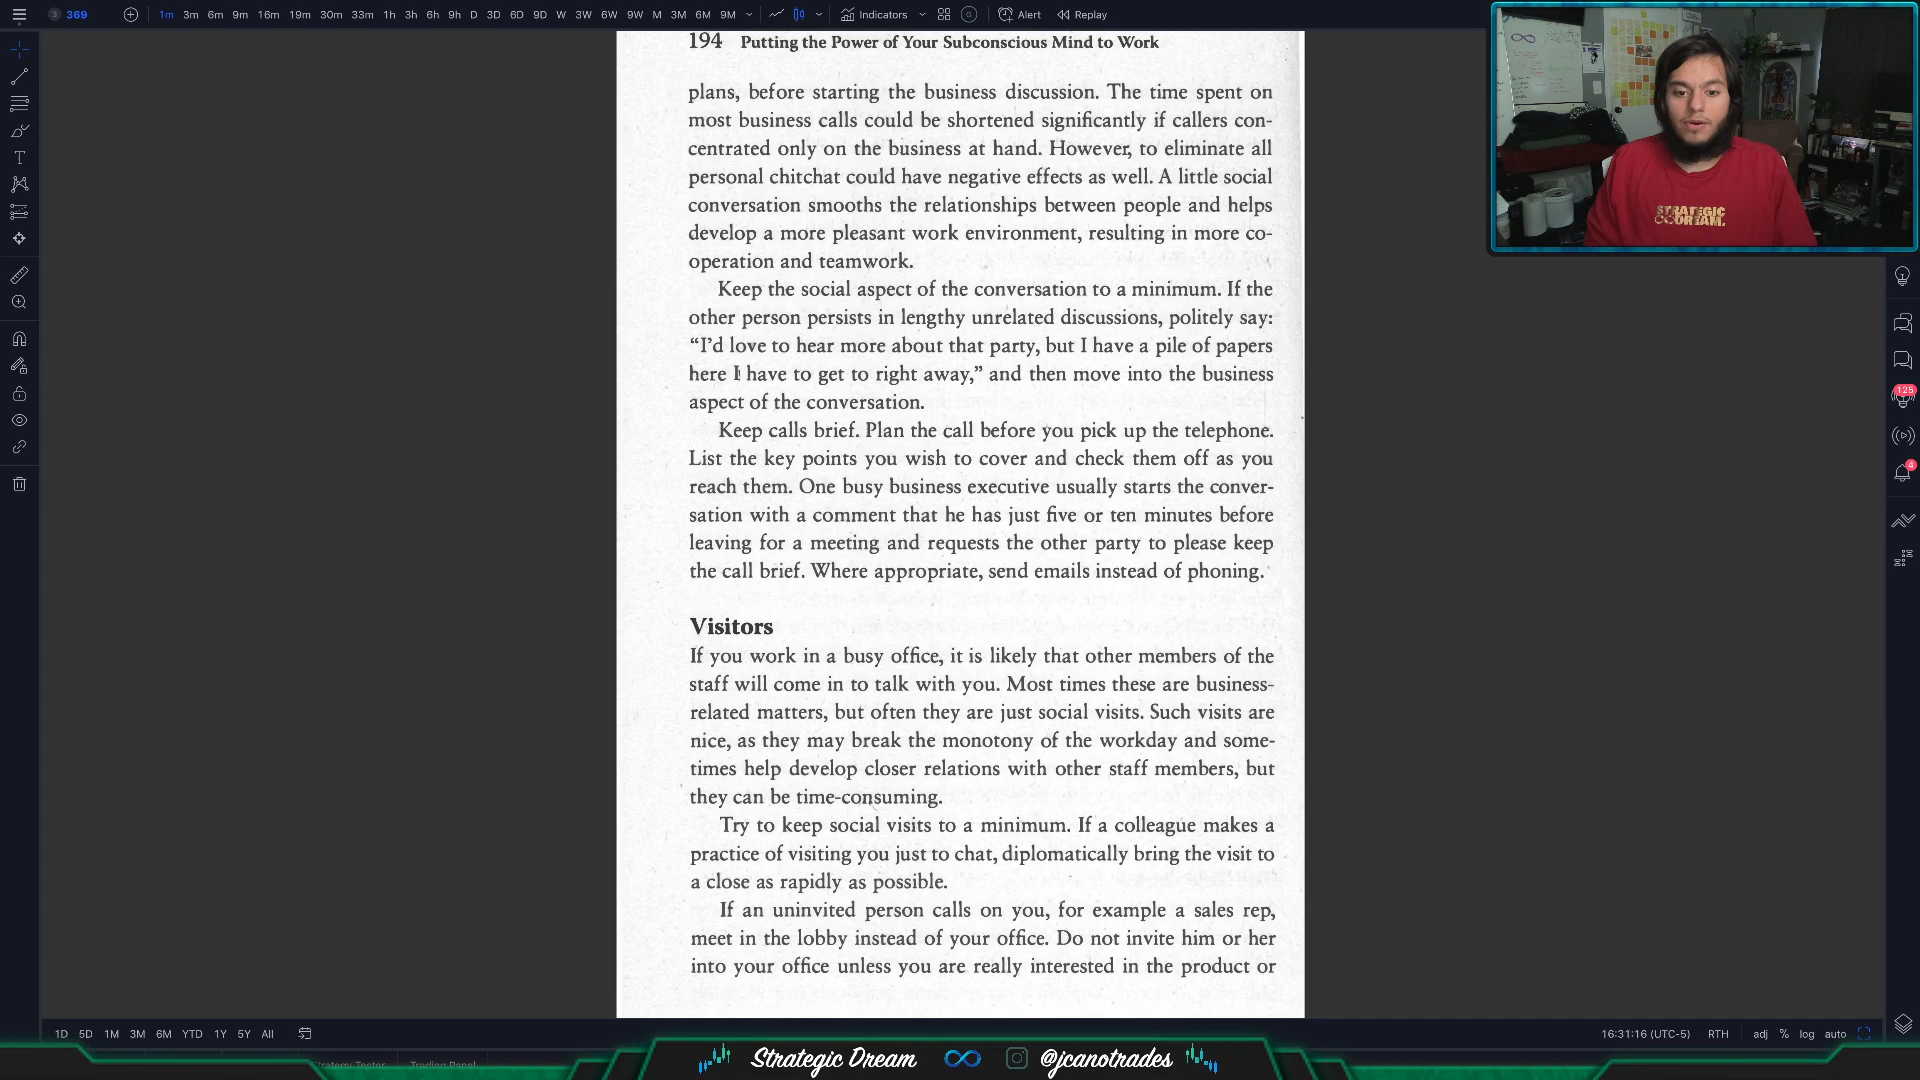 3 369 1m 3m 6m 9m 16m 19m 30m 33m 1h 3h 6h 9h D 3D 6D 9D W 3W 6W 9W M 3M 6M 9M Indicators Alert Replay
194 Putting the Power of Your Subconscious Mind to Work
plans, before starting the business discussion. The time spent on
most business calls could be shortened significantly if callers con-
centrated only on the business at hand. However, to eliminate all
personal chitchat could have negative effects as well. A little social
conversation smooths the relationships between people and helps
develop a more pleasant work environment, resulting in more co-
operation and teamwork.
Keep the social aspect of the conversation to a minimum. If the
other person persists in lengthy unrelated discussions, politely say:
“I’d love to hear more about that party, but I have a pile of papers
here I have to get to right away,” and then move into the business
aspect of the conversation.
Keep calls brief. Plan the call before you pick up the telephone.
List the key points you wish to cover and check them off as you
reach them. One busy business executive usually starts the conver-
sation with a comment that he has just five or ten minutes before
leaving for a meeting and requests the other party to please keep
the call brief. Where appropriate, send emails instead of phoning.
Visitors
If you work in a busy office, it is likely that other members of the
staff will come in to talk with you. Most times these are business-
related matters, but often they are just social visits. Such visits are
nice, as they may break the monotony of the workday and some-
times help develop closer relations with other staff members, but
they can be time-consuming.
Try to keep social visits to a minimum. If a colleague makes a
practice of visiting you just to chat, diplomatically bring the visit to
a close as rapidly as possible.
If an uninvited person calls on you, for example a sales rep,
meet in the lobby instead of your office. Do not invite him or her
into your office unless you are really interested in the product or
STRATEGIC
DREAM.
125
4
1D 5D 1M 3M 6M YTD 1Y 5Y All
16:31:16 (UTC-5) RTH adj % log auto
Strategy Tester Trading Panel
Strategic Dream @jcanotrades